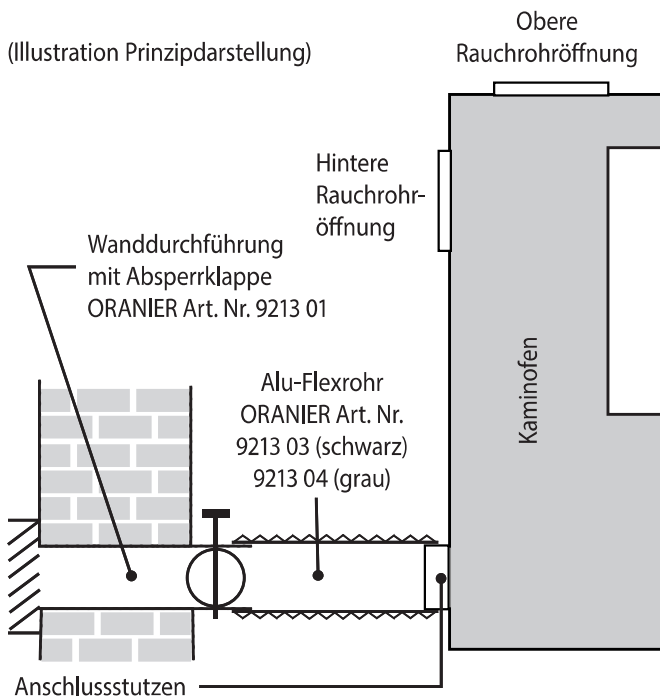 (Illustration Prinzipdarstellung)
Obere
Rauchrohröffnung
Hintere
Rauchrohr-
öffnung
Wanddurchführung
mit Absperrklappe
ORANIER Art. Nr. 9213 01
Alu-Flexrohr
ORANIER Art. Nr.
9213 03 (schwarz)
9213 04 (grau)
Kaminofen
Anschlussstutzen